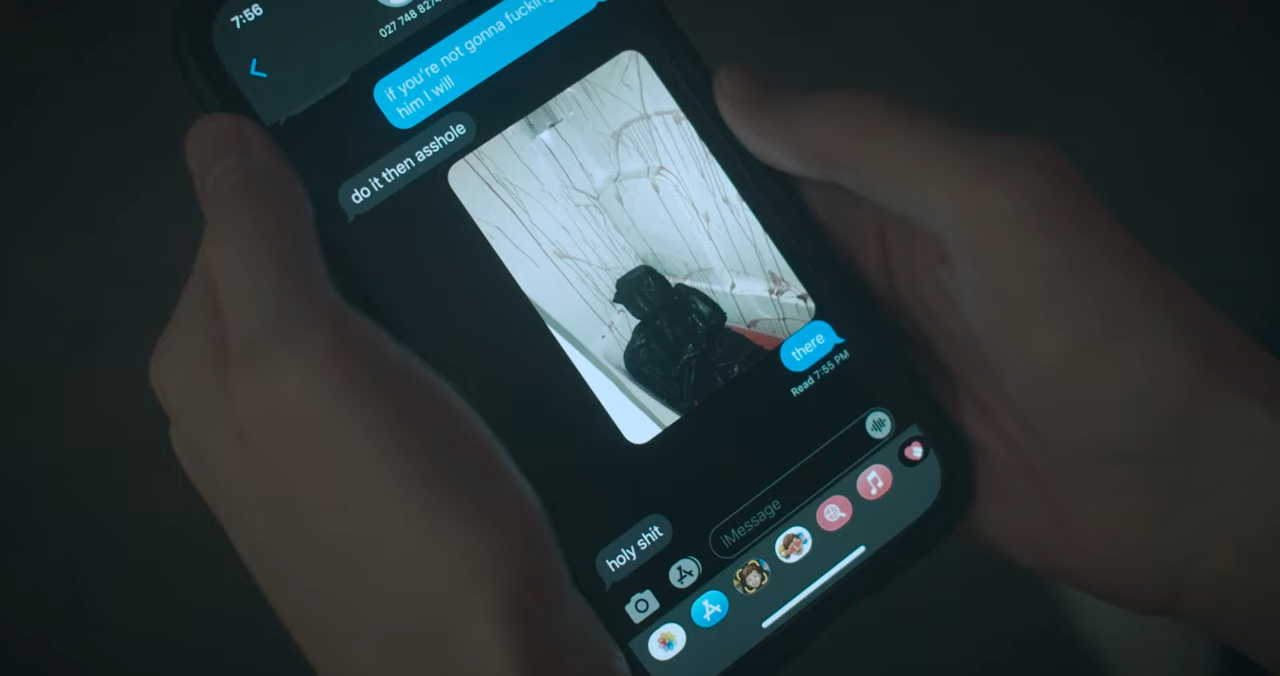 7:56
027 748 827
if you're not gonna fucking
him I will
do it then asshole
there
Read 7:55 PM
holy shit
iMessage